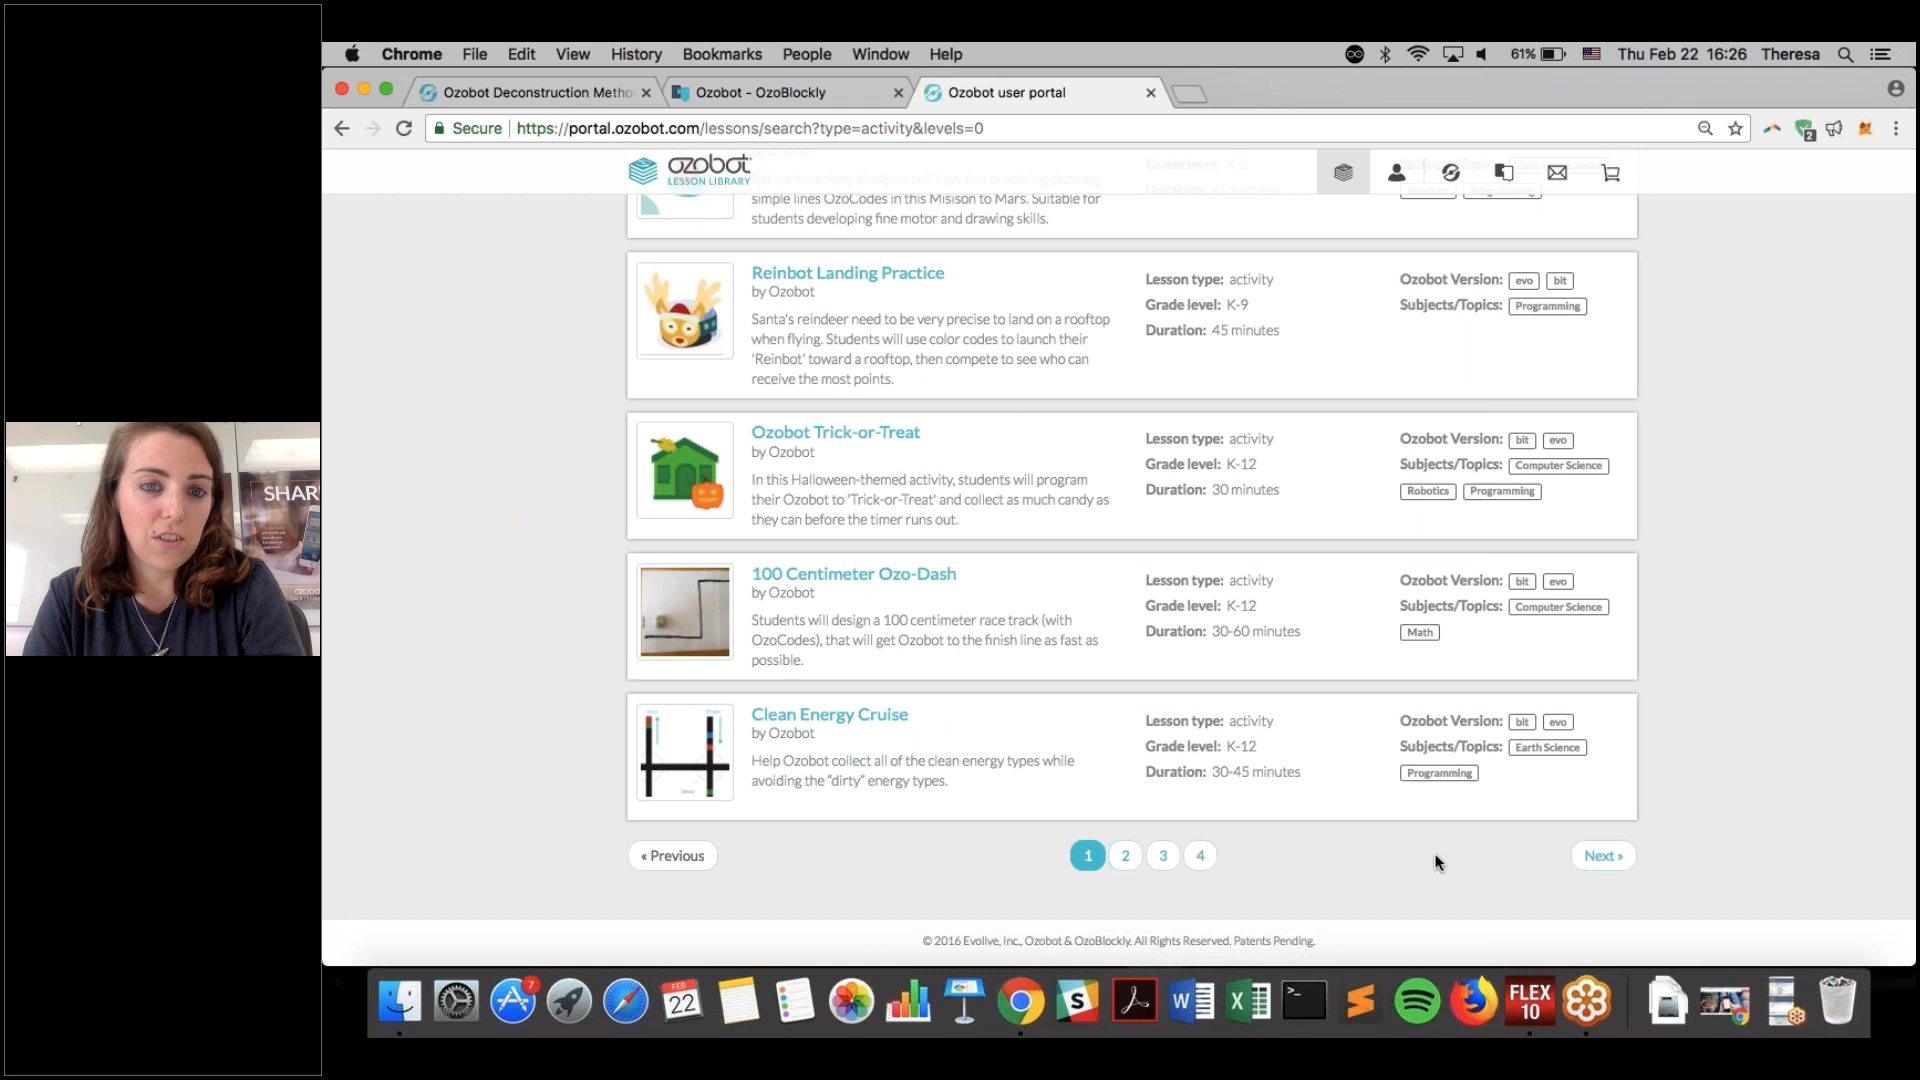 Chrome File Edit View History Bookmarks People Window Help
61% Thu Feb 22 16:26 Theresa
Ozobot Deconstruction Metho
Ozobot - OzoBlockly
Ozobot user portal
Secure https://portal.ozobot.com/lessons/search?type=activity&levels=0
2
ozobot
LESSON LIBRARY
simple lines OzoCodes in this Misison to Mars. Suitable for
students developing fine motor and drawing skills.
Reinbot Landing Practice
by Ozobot
Santa's reindeer need to be very precise to land on a rooftop
when flying. Students will use color codes to launch their
'Reinbot' toward a rooftop, then compete to see who can
receive the most points.
Lesson type: activity
Grade level: K-9
Duration: 45 minutes
Ozobot Version: evo bit
Subjects/Topics: Programming
Ozobot Trick-or-Treat
by Ozobot
In this Halloween-themed activity, students will program
their Ozobot to 'Trick-or-Treat' and collect as much candy as
they can before the timer runs out.
Lesson type: activity
Grade level: K-12
Duration: 30 minutes
Ozobot Version: bit evo
Subjects/Topics: Computer Science
Robotics Programming
100 Centimeter Ozo-Dash
by Ozobot
Students will design a 100 centimeter race track (with
OzoCodes), that will get Ozobot to the finish line as fast as
possible.
Lesson type: activity
Grade level: K-12
Duration: 30-60 minutes
Ozobot Version: bit evo
Subjects/Topics: Computer Science
Math
Clean Energy Cruise
by Ozobot
Help Ozobot collect all of the clean energy types while
avoiding the "dirty" energy types.
Lesson type: activity
Grade level: K-12
Duration: 30-45 minutes
Ozobot Version: bit evo
Subjects/Topics: Earth Science
Programming
« Previous
1 2 3 4
Next »
© 2016 Evollve, Inc., Ozobot & OzoBlockly. All Rights Reserved. Patents Pending.
SHAR
7
FEB
22
S
W
X
FLEX
10